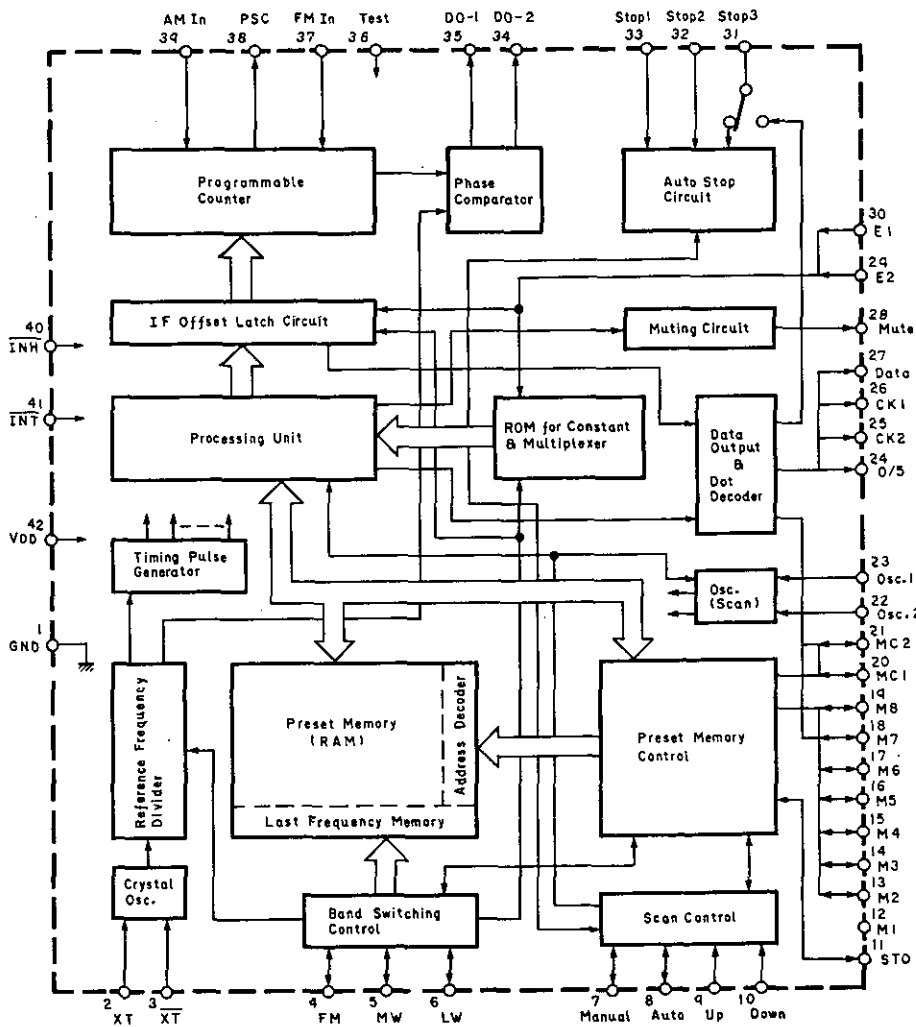 AM In PSC FM In Test DO-1 DO-2 Stop1 Stop2 Stop3
39 38 37 36 35 34 33 32 31
Programmable
Counter
Phase
Comparator
Auto Stop
Circuit
30
E1
29
E2
IF Offset Latch Circuit
Muting Circuit
28
Mute
40
INH
27
Data
26
CK1
41
INT
Processing Unit
ROM for Constant
& Multiplexer
Data
Output
&
Dot
Decoder
25
CK2
24
O/5
42
VDD
Timing Pulse
Generator
Osc.
(Scan)
23
Osc.1
22
Osc.2
1
GND
21
MC2
20
MC1
Reference Frequency
Divider
Preset Memory
(RAM)
Address Decoder
Last Frequency Memory
Preset Memory
Control
19
M8
18
M7
17
M6
16
M5
15
M4
14
M3
13
M2
12
M1
11
STO
Crystal
Osc.
Band Switching
Control
Scan Control
2 3 4 5 6 7 8 9 10
XT XT FM MW LW Manual Auto Up Down